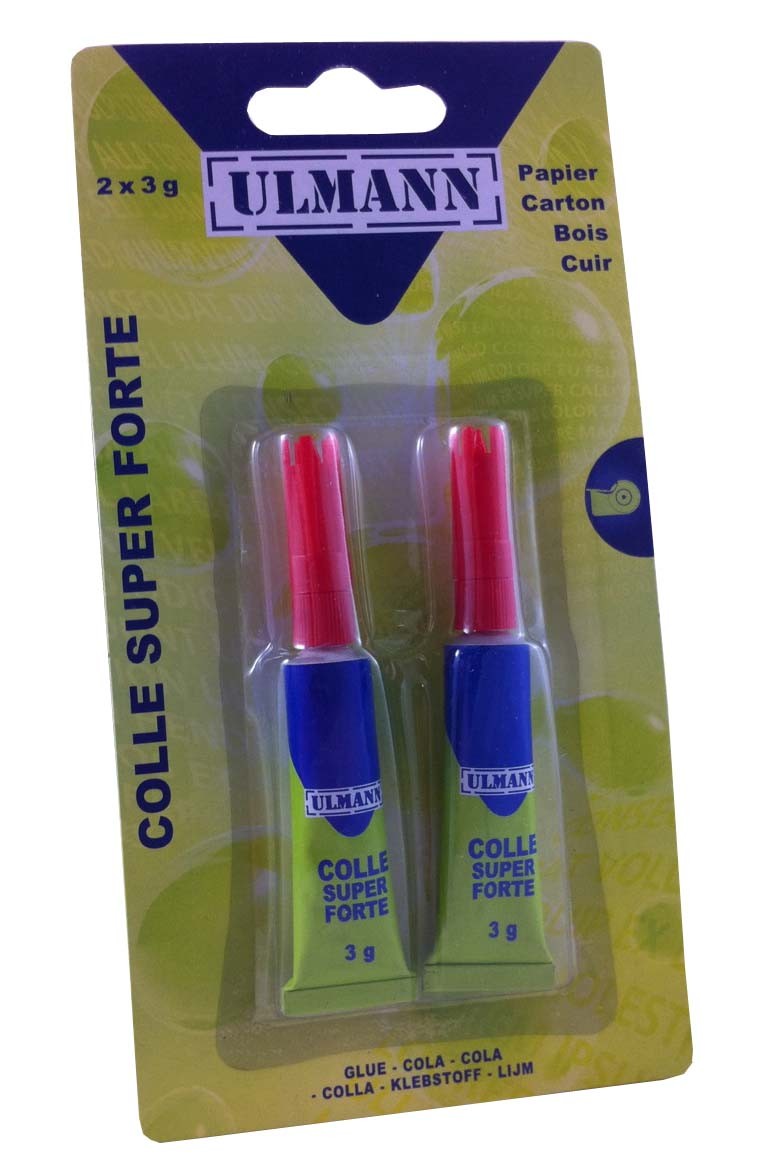 2 x 3 g
ULMANN
Papier
Carton
Bois
Cuir
COLLE SUPER FORTE
ULMANN
COLLE
SUPER
FORTE
3 g
ULMANN
COLLE
SUPER
FORTE
3 g
GLUE - COLA - COLA
- COLLA - KLEBSTOFF - LIJM